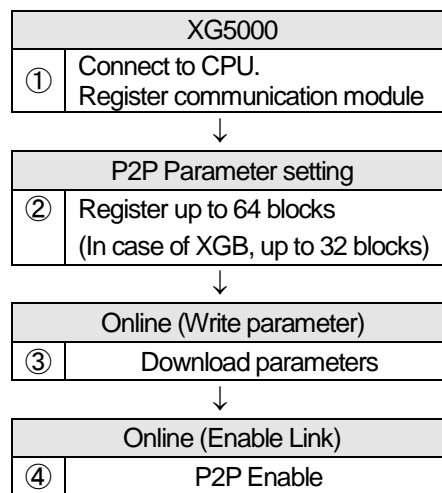 XG5000
① Connect to CPU.
Register communication module
↓
P2P Parameter setting
② Register up to 64 blocks
(In case of XGB, up to 32 blocks)
↓
Online (Write parameter)
③ Download parameters
↓
Online (Enable Link)
④ P2P Enable